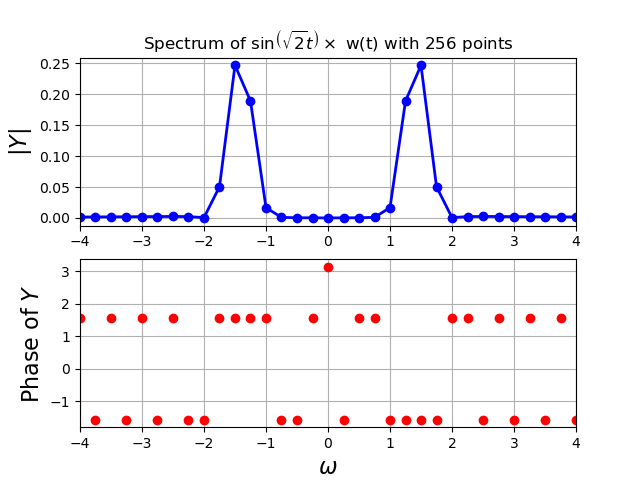 Spectrum of sin(√2t) × w(t) with 256 points
|Y|
0.25
0.20
0.15
0.10
0.05
0.00
−4 −3 −2 −1 0 1 2 3 4
Phase of Y
3
2
1
0
−1
−4 −3 −2 −1 0 1 2 3 4
ω